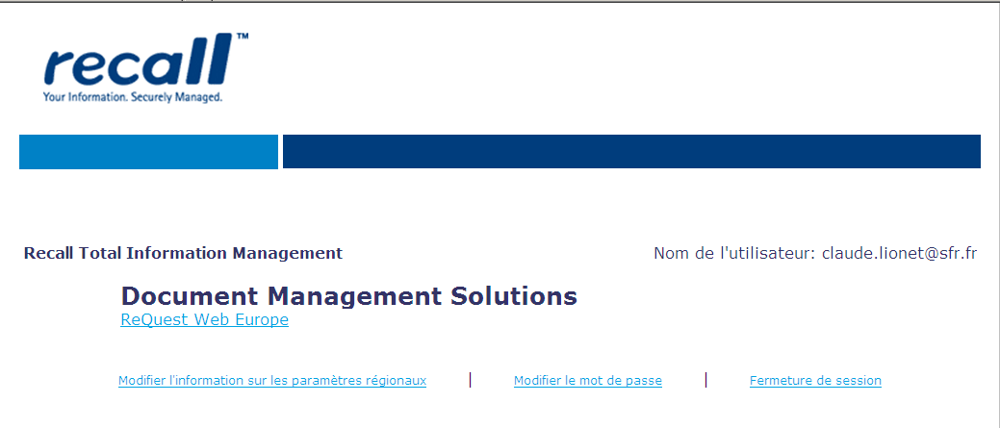 recall™
Your Information. Securely Managed.
Recall Total Information Management
Nom de l'utilisateur: claude.lionet@sfr.fr
Document Management Solutions
ReQuest Web Europe
Modifier l'information sur les paramètres régionaux | Modifier le mot de passe | Fermeture de session